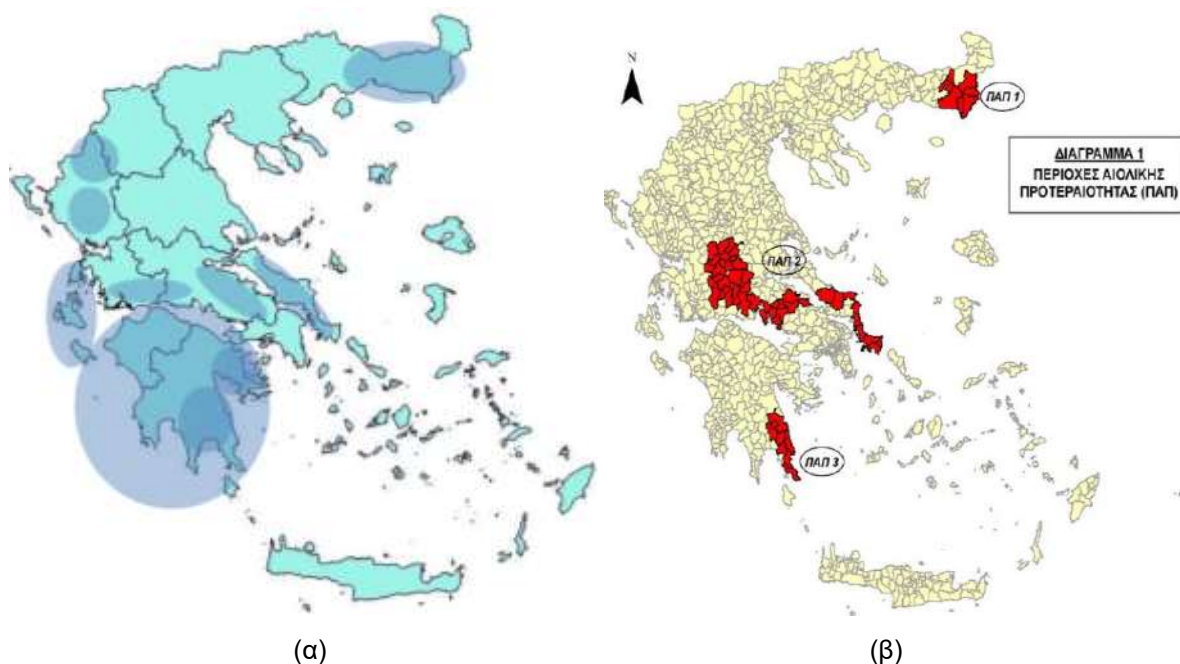 N
ΠΑΠ 1
ΔΙΑΓΡΑΜΜΑ 1
ΠΕΡΙΟΧΕΣ ΑΙΟΛΙΚΗΣ
ΠΡΟΤΕΡΑΙΟΤΗΤΑΣ (ΠΑΠ)
ΠΑΠ 2
ΠΑΠ 3
(α)
(β)